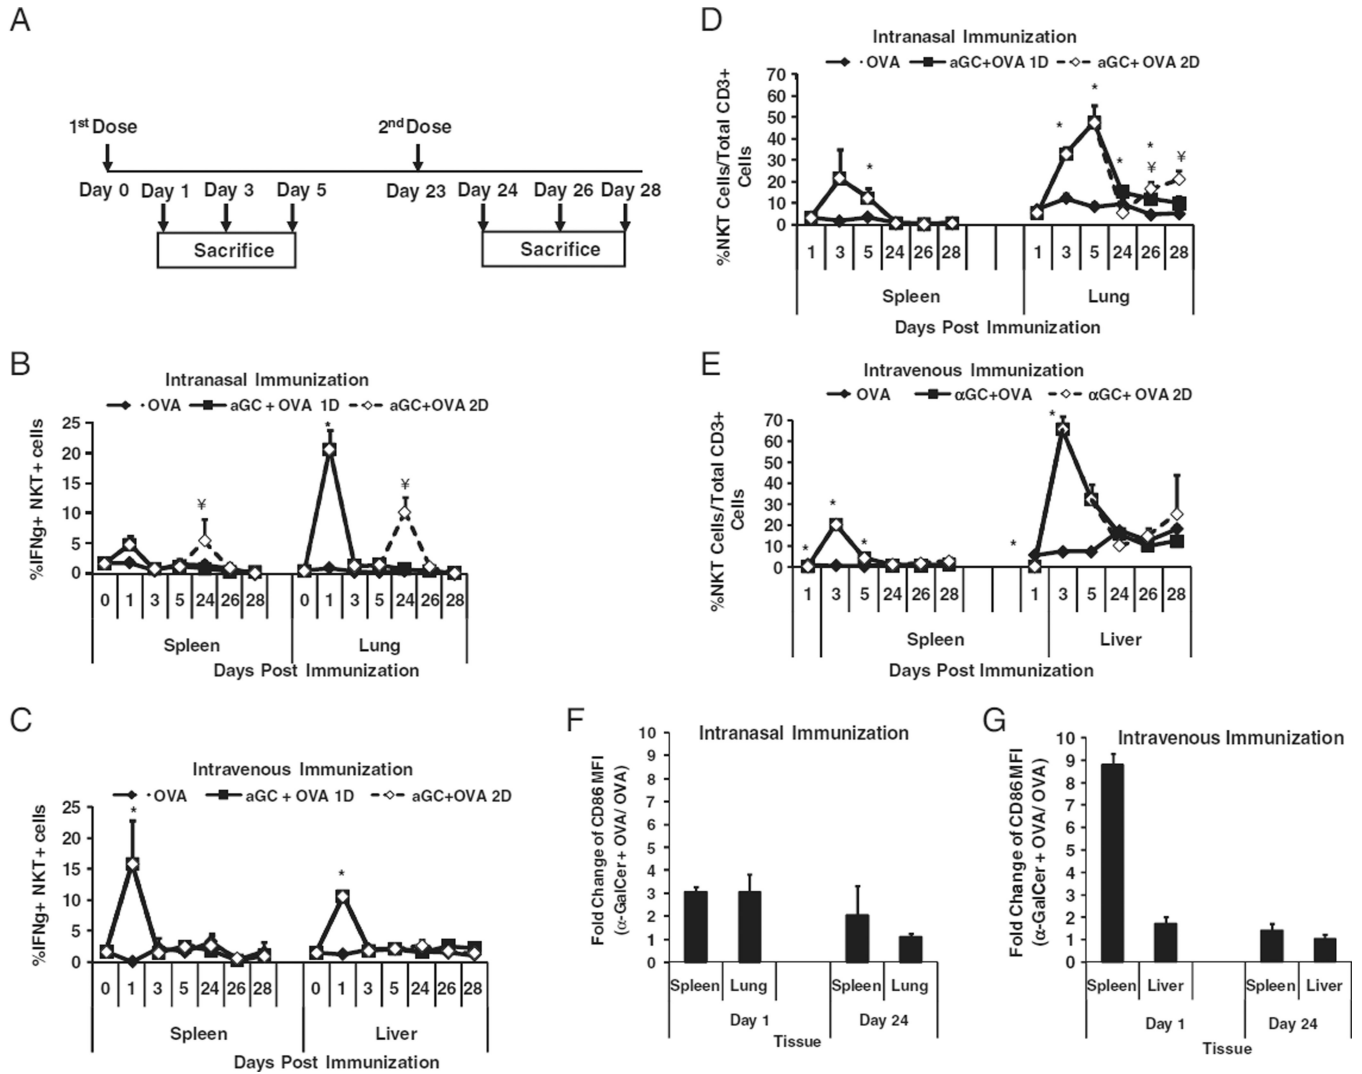 A
1st Dose
2nd Dose
Day 0 Day 1 Day 3 Day 5 Day 23 Day 24 Day 26 Day 28
Sacrifice Sacrifice
B
Intranasal Immunization
· OVA aGC + OVA 1D aGC+OVA 2D
%IFNg+ NKT+ cells
25
20
15
10
5
0
* ¥ ¥
0 1 3 5 24 26 28 0 1 3 5 24 26 28
Spleen Lung
Days Post Immunization
C
Intravenous Immunization
· OVA aGC + OVA 1D aGC+OVA 2D
%IFNg+ NKT+ cells
25
20
15
10
5
0
* *
0 1 3 5 24 26 28 0 1 3 5 24 26 28
Spleen Liver
Days Post Immunization
D
Intranasal Immunization
· OVA aGC+OVA 1D aGC+ OVA 2D
%NKT Cells/Total CD3+
Cells
70
60
50
40
30
20
10
0
* * * * * ¥ ¥
1 3 5 24 26 28 1 3 5 24 26 28
Spleen Lung
Days Post Immunization
E
Intravenous Immunization
OVA αGC+OVA αGC+ OVA 2D
%NKT Cells/Total CD3+
Cells
70
60
50
40
30
20
10
0
* * * * *
1 3 5 24 26 28 1 3 5 24 26 28
Spleen Liver
Days Post Immunization
F
Intranasal Immunization
Fold Change of CD86 MFI
(α-GalCer + OVA/ OVA)
10
9
8
7
6
5
4
3
2
1
0
Spleen Lung Spleen Lung
Day 1 Day 24
Tissue
G
Intravenous Immunization
Fold Change of CD86 MFI
(α-GalCer + OVA/ OVA)
10
9
8
7
6
5
4
3
2
1
0
Spleen Liver Spleen Liver
Day 1 Day 24
Tissue